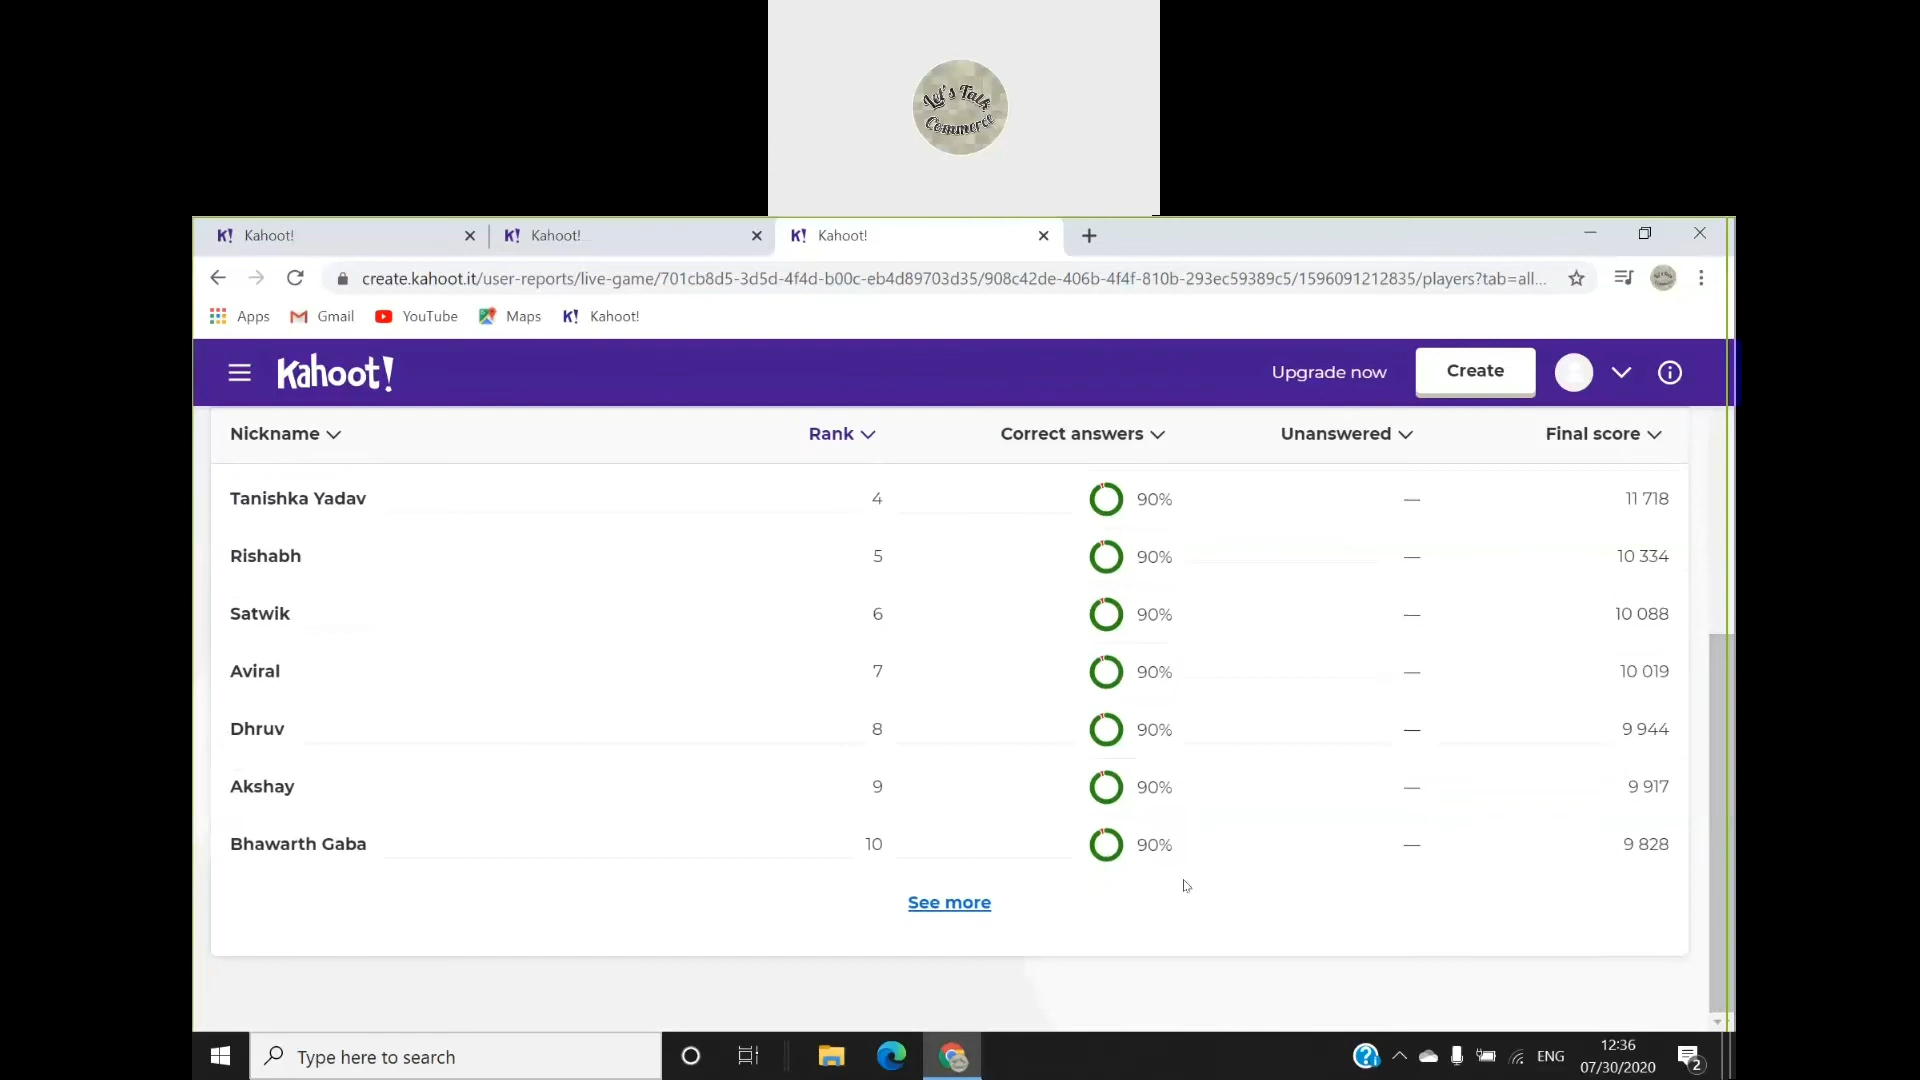 Let's Talk
Commerce
K! Kahoot!
K! Kahoot!
K! Kahoot!
create.kahoot.it/user-reports/live-game/701cb8d5-3d5d-4f4d-b00c-eb4d89703d35/908c42de-406b-4f4f-810b-293ec59389c5/1596091212835/players?tab=all...
Apps Gmail YouTube Maps K! Kahoot!
Kahoot! Upgrade now Create
Nickname Rank Correct answers Unanswered Final score
Tanishka Yadav 4 90% — 11 718
Rishabh 5 90% — 10 334
Satwik 6 90% — 10 088
Aviral 7 90% — 10 019
Dhruv 8 90% — 9 944
Akshay 9 90% — 9 917
Bhawarth Gaba 10 90% — 9 828
See more
Type here to search ENG 12:36
07/30/2020 2